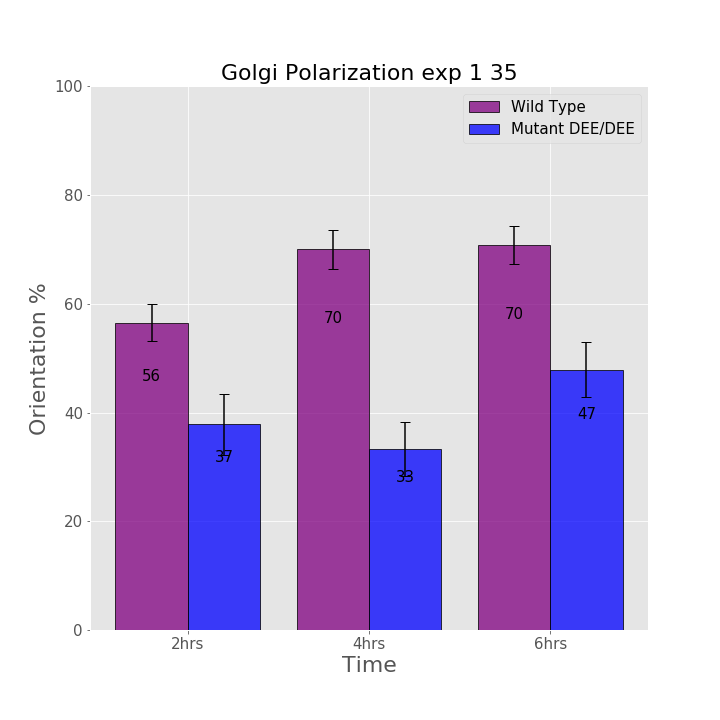 Golgi Polarization exp 1 35
100
80
60
40
20
0
Orientation %
Wild Type
Mutant DEE/DEE
56
37
70
33
70
47
2hrs
4hrs
6hrs
Time